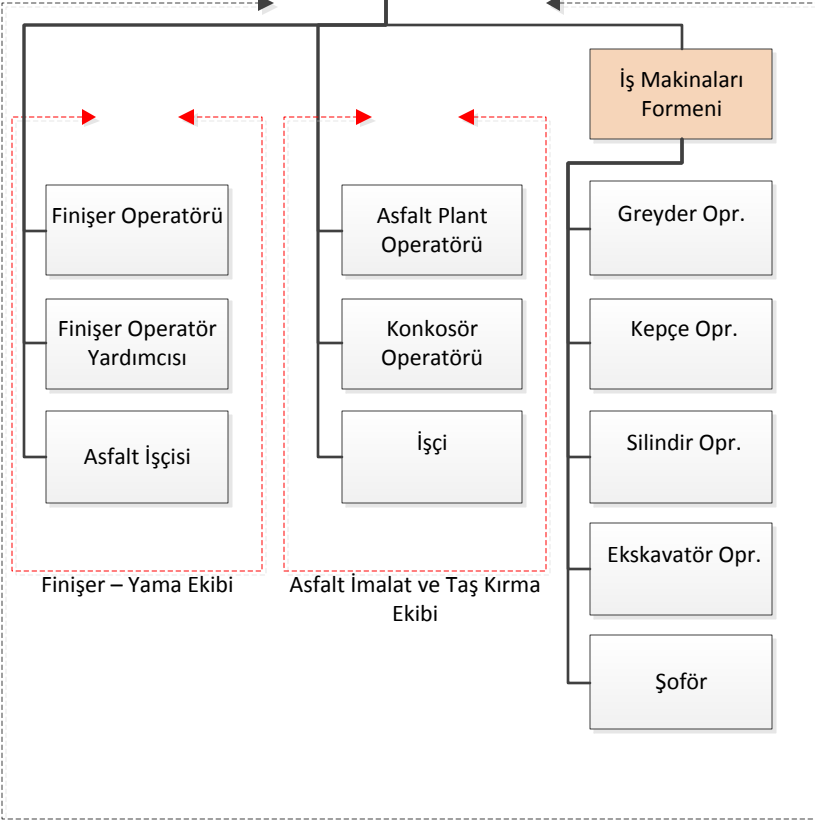 İş Makinaları
Formeni
Finişer Operatörü
Finişer Operatör
Yardımcısı
Asfalt İşçisi
Finişer – Yama Ekibi
Asfalt Plant
Operatörü
Konkosör
Operatörü
İşçi
Asfalt İmalat ve Taş Kırma
Ekibi
Greyder Opr.
Kepçe Opr.
Silindir Opr.
Ekskavatör Opr.
Şoför